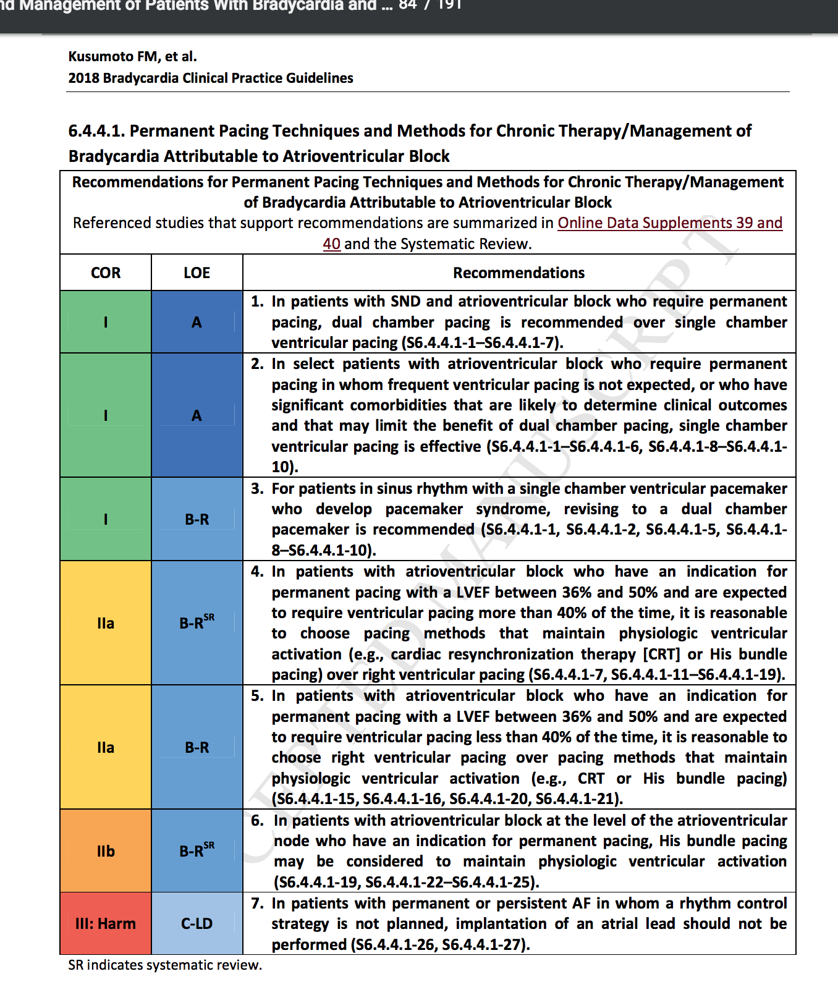 nd Management of Patients With Bradycardia and ... 84 / 191
Kusumoto FM, et al.
2018 Bradycardia Clinical Practice Guidelines
6.4.4.1. Permanent Pacing Techniques and Methods for Chronic Therapy/Management of
Bradycardia Attributable to Atrioventricular Block
Recommendations for Permanent Pacing Techniques and Methods for Chronic Therapy/Management
of Bradycardia Attributable to Atrioventricular Block
Referenced studies that support recommendations are summarized in Online Data Supplements 39 and
40 and the Systematic Review.
COR LOE Recommendations
I A 1. In patients with SND and atrioventricular block who require permanent
pacing, dual chamber pacing is recommended over single chamber
ventricular pacing (S6.4.4.1-1–S6.4.4.1-7).
I A 2. In select patients with atrioventricular block who require permanent
pacing in whom frequent ventricular pacing is not expected, or who have
significant comorbidities that are likely to determine clinical outcomes
and that may limit the benefit of dual chamber pacing, single chamber
ventricular pacing is effective (S6.4.4.1-1–S6.4.4.1-6, S6.4.4.1-8–S6.4.4.1-
10).
I B-R 3. For patients in sinus rhythm with a single chamber ventricular pacemaker
who develop pacemaker syndrome, revising to a dual chamber
pacemaker is recommended (S6.4.4.1-1, S6.4.4.1-2, S6.4.4.1-5, S6.4.4.1-
8–S6.4.4.1-10).
IIa B-R SR 4. In patients with atrioventricular block who have an indication for
permanent pacing with a LVEF between 36% and 50% and are expected
to require ventricular pacing more than 40% of the time, it is reasonable
to choose pacing methods that maintain physiologic ventricular
activation (e.g., cardiac resynchronization therapy [CRT] or His bundle
pacing) over right ventricular pacing (S6.4.4.1-7, S6.4.4.1-11–S6.4.4.1-19).
IIa B-R 5. In patients with atrioventricular block who have an indication for
permanent pacing with a LVEF between 36% and 50% and are expected
to require ventricular pacing less than 40% of the time, it is reasonable to
choose right ventricular pacing over pacing methods that maintain
physiologic ventricular activation (e.g., CRT or His bundle pacing)
(S6.4.4.1-15, S6.4.4.1-16, S6.4.4.1-20, S6.4.4.1-21).
IIb B-R SR 6. In patients with atrioventricular block at the level of the atrioventricular
node who have an indication for permanent pacing, His bundle pacing
may be considered to maintain physiologic ventricular activation
(S6.4.4.1-19, S6.4.4.1-22–S6.4.4.1-25).
III: Harm C-LD 7. In patients with permanent or persistent AF in whom a rhythm control
strategy is not planned, implantation of an atrial lead should not be
performed (S6.4.4.1-26, S6.4.4.1-27).
SR indicates systematic review.
CEPTED MANUSCRIPT